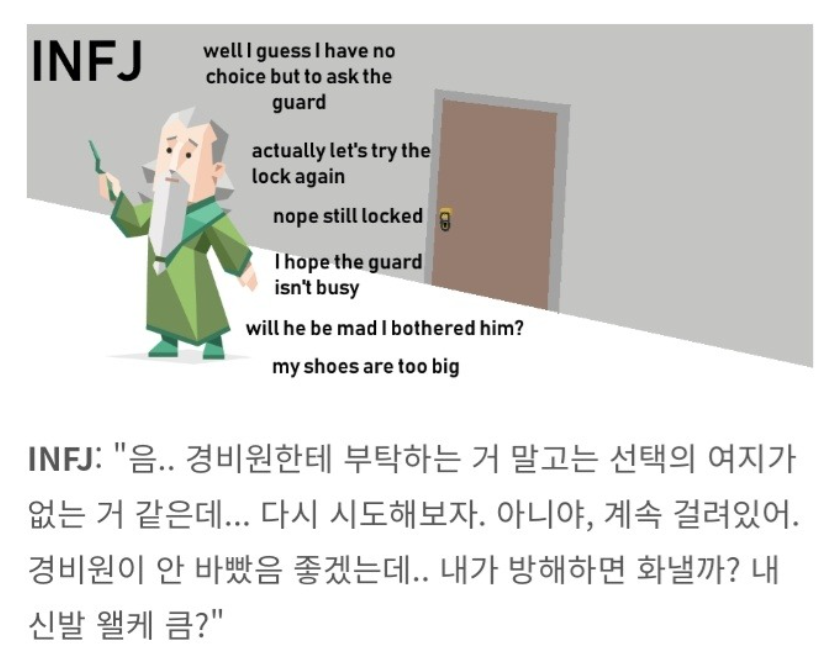 INFJ
well I guess I have no
choice but to ask the
guard
actually let's try the
lock again
nope still locked
I hope the guard
isn't busy
will he be mad I bothered him?
my shoes are too big
INFJ: "음.. 경비원한테 부탁하는 거 말고는 선택의 여지가
없는 거 같은데... 다시 시도해보자. 아니야, 계속 걸려있어.
경비원이 안 바빴음 좋겠는데.. 내가 방해하면 화낼까? 내
신발 왤케 큼?"